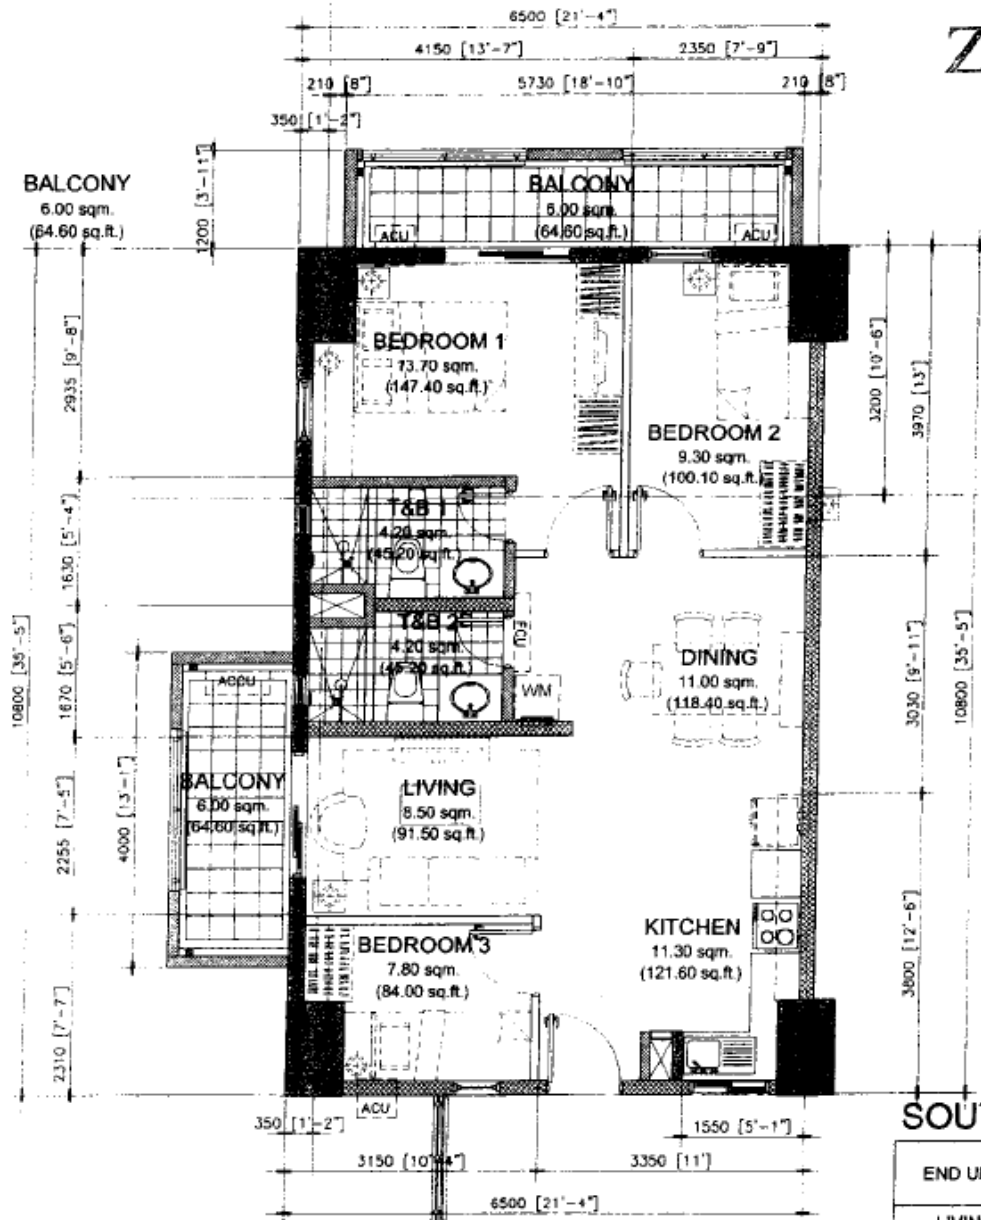 6500 [21'-4"]
4150 [13'-7"]
2350 [7'-9"]
210 [8"]
5730 [18'-10"]
210 [8"]
350 [1'-2"]
Z
1200 [3'-11"]
BALCONY
6.00 sqm.
(64.60 sq.ft.)
BALCONY
6.00 sqm.
(64.60 sq.ft.)
ACU
ACU
2935 [9'-8"]
BEDROOM 1
13.70 sqm.
(147.40 sq.ft.)
3200 [10'-6"]
3970 [13']
BEDROOM 2
9.30 sqm.
(100.10 sq.ft.)
1630 [5'-4"]
T&B 1
4.20 sqm.
(45.20 sq.ft.)
T&B 2
4.20 sqm.
(45.20 sq.ft.)
FCU
WM
10800 [35'-5"]
1670 [5'-6"]
DINING
11.00 sqm.
(118.40 sq.ft.)
3030 [9'-11"]
10800 [35'-5"]
ACCU
BALCONY
6.00 sqm.
(64.60 sq.ft.)
4000 [13'-1"]
2255 [7'-5"]
LIVING
8.50 sqm.
(91.50 sq.ft.)
KITCHEN
11.30 sqm.
(121.60 sq.ft.)
BEDROOM 3
7.80 sqm.
(84.00 sq.ft.)
3800 [12'-6"]
2310 [7'-7"]
ACU
350 [1'-2"]
1550 [5'-1"]
3150 [10'-4"]
3350 [11']
6500 [21'-4"]
SOU
END U